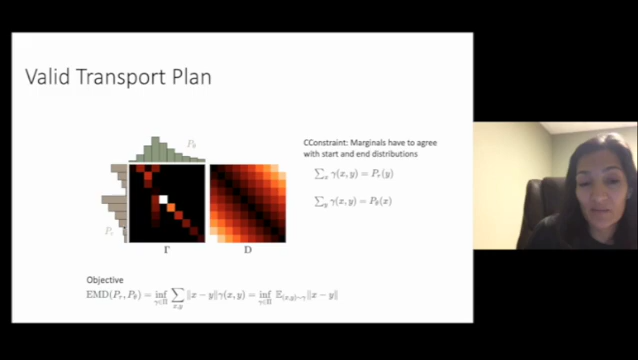 Valid Transport Plan
P_θ
CConstraint: Marginals have to agree
with start and end distributions
∑_x γ(x, y) = P_r(y)
∑_y γ(x, y) = P_θ(x)
P_r
Γ
D
Objective
EMD(P_r, P_θ) = inf_{γ∈Π} ∑_{x,y} ‖x − y‖γ(x, y) = inf_{γ∈Π} 𝔼_{(x,y)∼γ}‖x − y‖